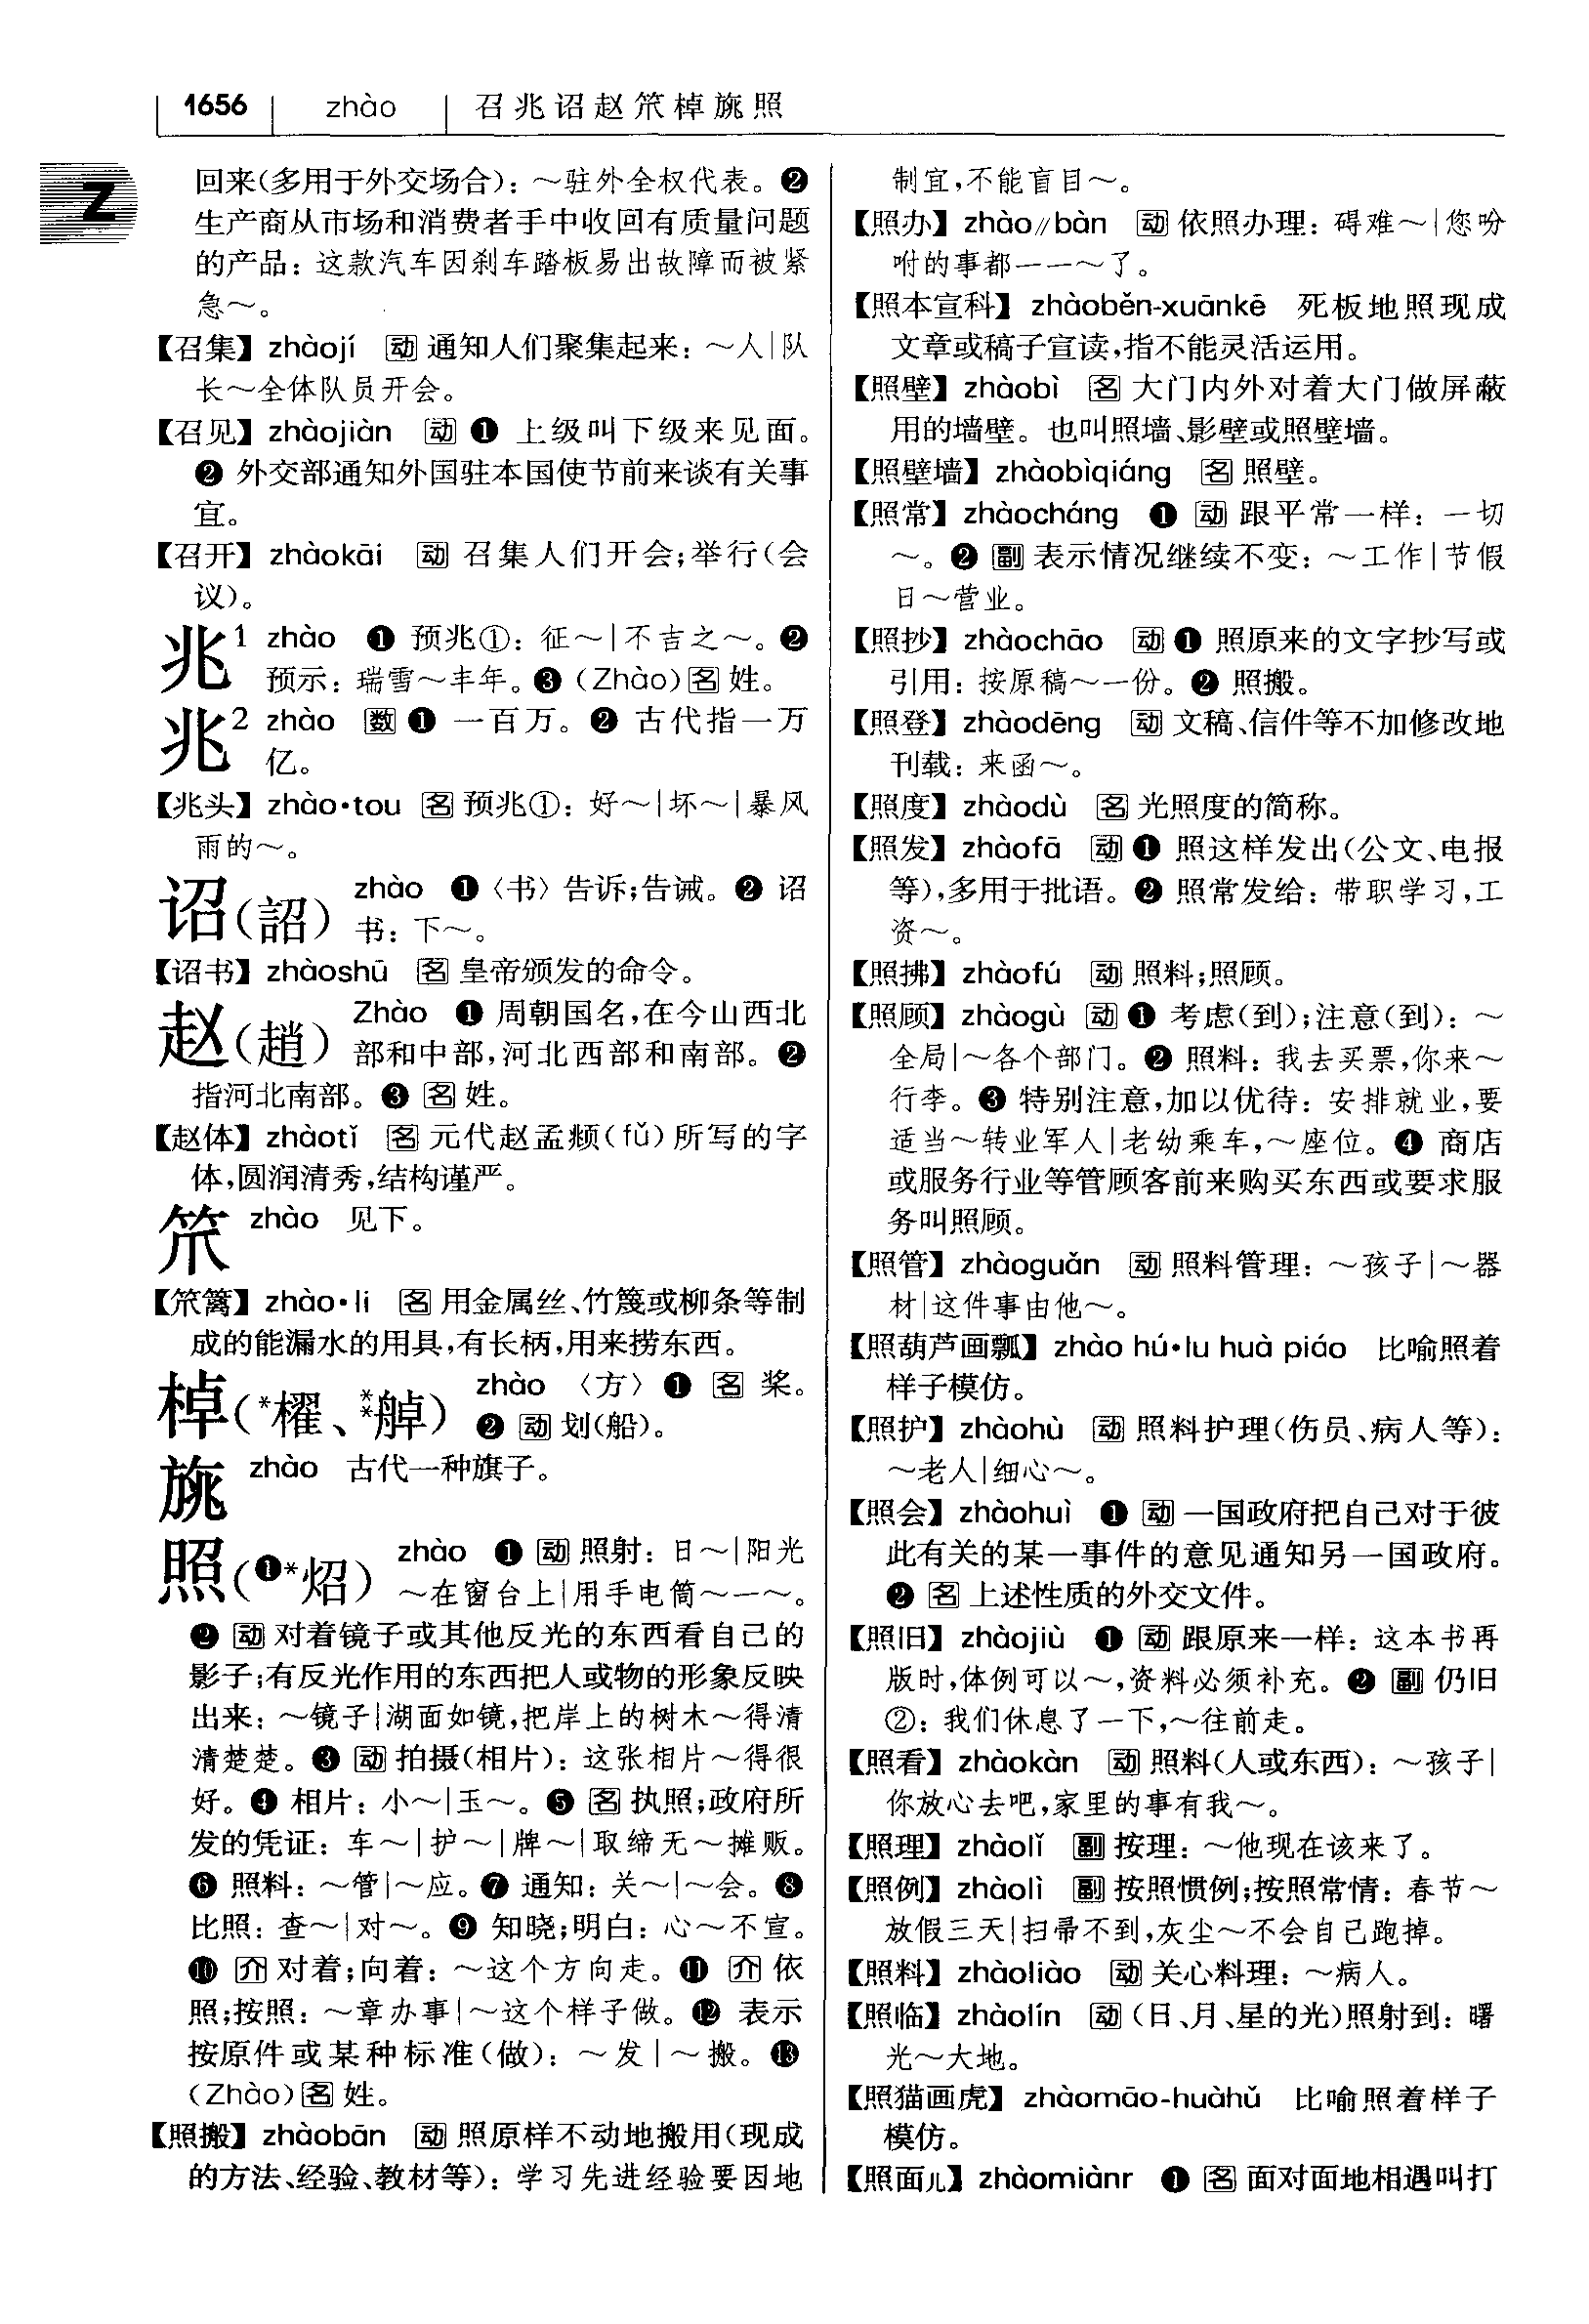 1656 zhào 召兆诏赵笊棹旐照
Z
回来(多用于外交场合)：～驻外全权代表。❷
生产商从市场和消费者手中收回有质量问题
的产品：这款汽车因刹车踏板易出故障而被紧
急～。
【召集】zhàojí 动 通知人们聚集起来：～人|队
长～全体队员开会。
【召见】zhàojiàn 动 ❶ 上级叫下级来见面。
❷ 外交部通知外国驻本国使节前来谈有关事
宜。
【召开】zhàokāi 动 召集人们开会;举行(会
议)。
兆1 zhào ❶ 预兆①：征～|不吉之～。❷
预示：瑞雪～丰年。❸ (Zhào) 名 姓。
兆2 zhào 数 ❶ 一百万。❷ 古代指一万
亿。
【兆头】zhào·tou 名 预兆①：好～|坏～|暴风
雨的～。
诏(詔) zhào ❶〈书〉告诉;告诫。❷ 诏
书：下～。
【诏书】zhàoshū 名 皇帝颁发的命令。
赵(趙) Zhào ❶ 周朝国名,在今山西北
部和中部,河北西部和南部。❷
指河北南部。❸ 名 姓。
【赵体】zhàotǐ 名 元代赵孟頫(fǔ)所写的字
体,圆润清秀,结构谨严。
笊 zhào 见下。
【笊篱】zhào·li 名 用金属丝、竹篾或柳条等制
成的能漏水的用具,有长柄,用来捞东西。
棹(*櫂、⁑艊) zhào 〈方〉❶ 名 桨。
❷ 动 划(船)。
旐 zhào 古代一种旗子。
照(❶*炤) zhào ❶ 动 照射：日～|阳光
～在窗台上|用手电筒～一～。
❷ 动 对着镜子或其他反光的东西看自己的
影子;有反光作用的东西把人或物的形象反映
出来：～镜子|湖面如镜,把岸上的树木～得清
清楚楚。❸ 动 拍摄(相片)：这张相片～得很
好。❹ 相片：小～|玉～。❺ 名 执照;政府所
发的凭证：车～|护～|牌～|取缔无～摊贩。
❻ 照料：～管|～应。❼ 通知：关～|～会。❽
比照：查～|对～。❾ 知晓;明白：心～不宣。
❿ 介 对着;向着：～这个方向走。⓫ 介 依
照;按照：～章办事|～这个样子做。⓬ 表示
按原件或某种标准(做)：～发|～搬。⓭
(Zhào) 名 姓。
【照搬】zhàobān 动 照原样不动地搬用(现成
的方法、经验、教材等)：学习先进经验要因地
制宜,不能盲目～。
【照办】zhào∥bàn 动 依照办理：碍难～|您吩
咐的事都一一～了。
【照本宣科】zhàoběn-xuānkē 死板地照现成
文章或稿子宣读,指不能灵活运用。
【照壁】zhàobì 名 大门内外对着大门做屏蔽
用的墙壁。也叫照墙、影壁或照壁墙。
【照壁墙】zhàobìqiáng 名 照壁。
【照常】zhàocháng ❶ 动 跟平常一样：一切
～。❷ 副 表示情况继续不变：～工作|节假
日～营业。
【照抄】zhàochāo 动 ❶ 照原来的文字抄写或
引用：按原稿～一份。❷ 照搬。
【照登】zhàodēng 动 文稿、信件等不加修改地
刊载：来函～。
【照度】zhàodù 名 光照度的简称。
【照发】zhàofā 动 ❶ 照这样发出(公文、电报
等),多用于批语。❷ 照常发给：带职学习,工
资～。
【照拂】zhàofú 动 照料;照顾。
【照顾】zhàogù 动 ❶ 考虑(到);注意(到)：～
全局|～各个部门。❷ 照料：我去买票,你来～
行李。❸ 特别注意,加以优待：安排就业,要
适当～转业军人|老幼乘车,～座位。❹ 商店
或服务行业等管顾客前来购买东西或要求服
务叫照顾。
【照管】zhàoguǎn 动 照料管理：～孩子|～器
材|这件事由他～。
【照葫芦画瓢】zhào hú·lu huà piáo 比喻照着
样子模仿。
【照护】zhàohù 动 照料护理(伤员、病人等)：
～老人|细心～。
【照会】zhàohuì ❶ 动 一国政府把自己对于彼
此有关的某一事件的意见通知另一国政府。
❷ 名 上述性质的外交文件。
【照旧】zhàojiù ❶ 动 跟原来一样：这本书再
版时,体例可以～,资料必须补充。❷ 副 仍旧
②：我们休息了一下,～往前走。
【照看】zhàokàn 动 照料(人或东西)：～孩子|
你放心去吧,家里的事有我～。
【照理】zhàolǐ 副 按理：～他现在该来了。
【照例】zhàolì 副 按照惯例;按照常情：春节～
放假三天|扫帚不到,灰尘～不会自己跑掉。
【照料】zhàoliào 动 关心料理：～病人。
【照临】zhàolín 动 (日、月、星的光)照射到：曙
光～大地。
【照猫画虎】zhàomāo-huàhǔ 比喻照着样子
模仿。
【照面儿】zhàomiànr ❶ 名 面对面地相遇叫打